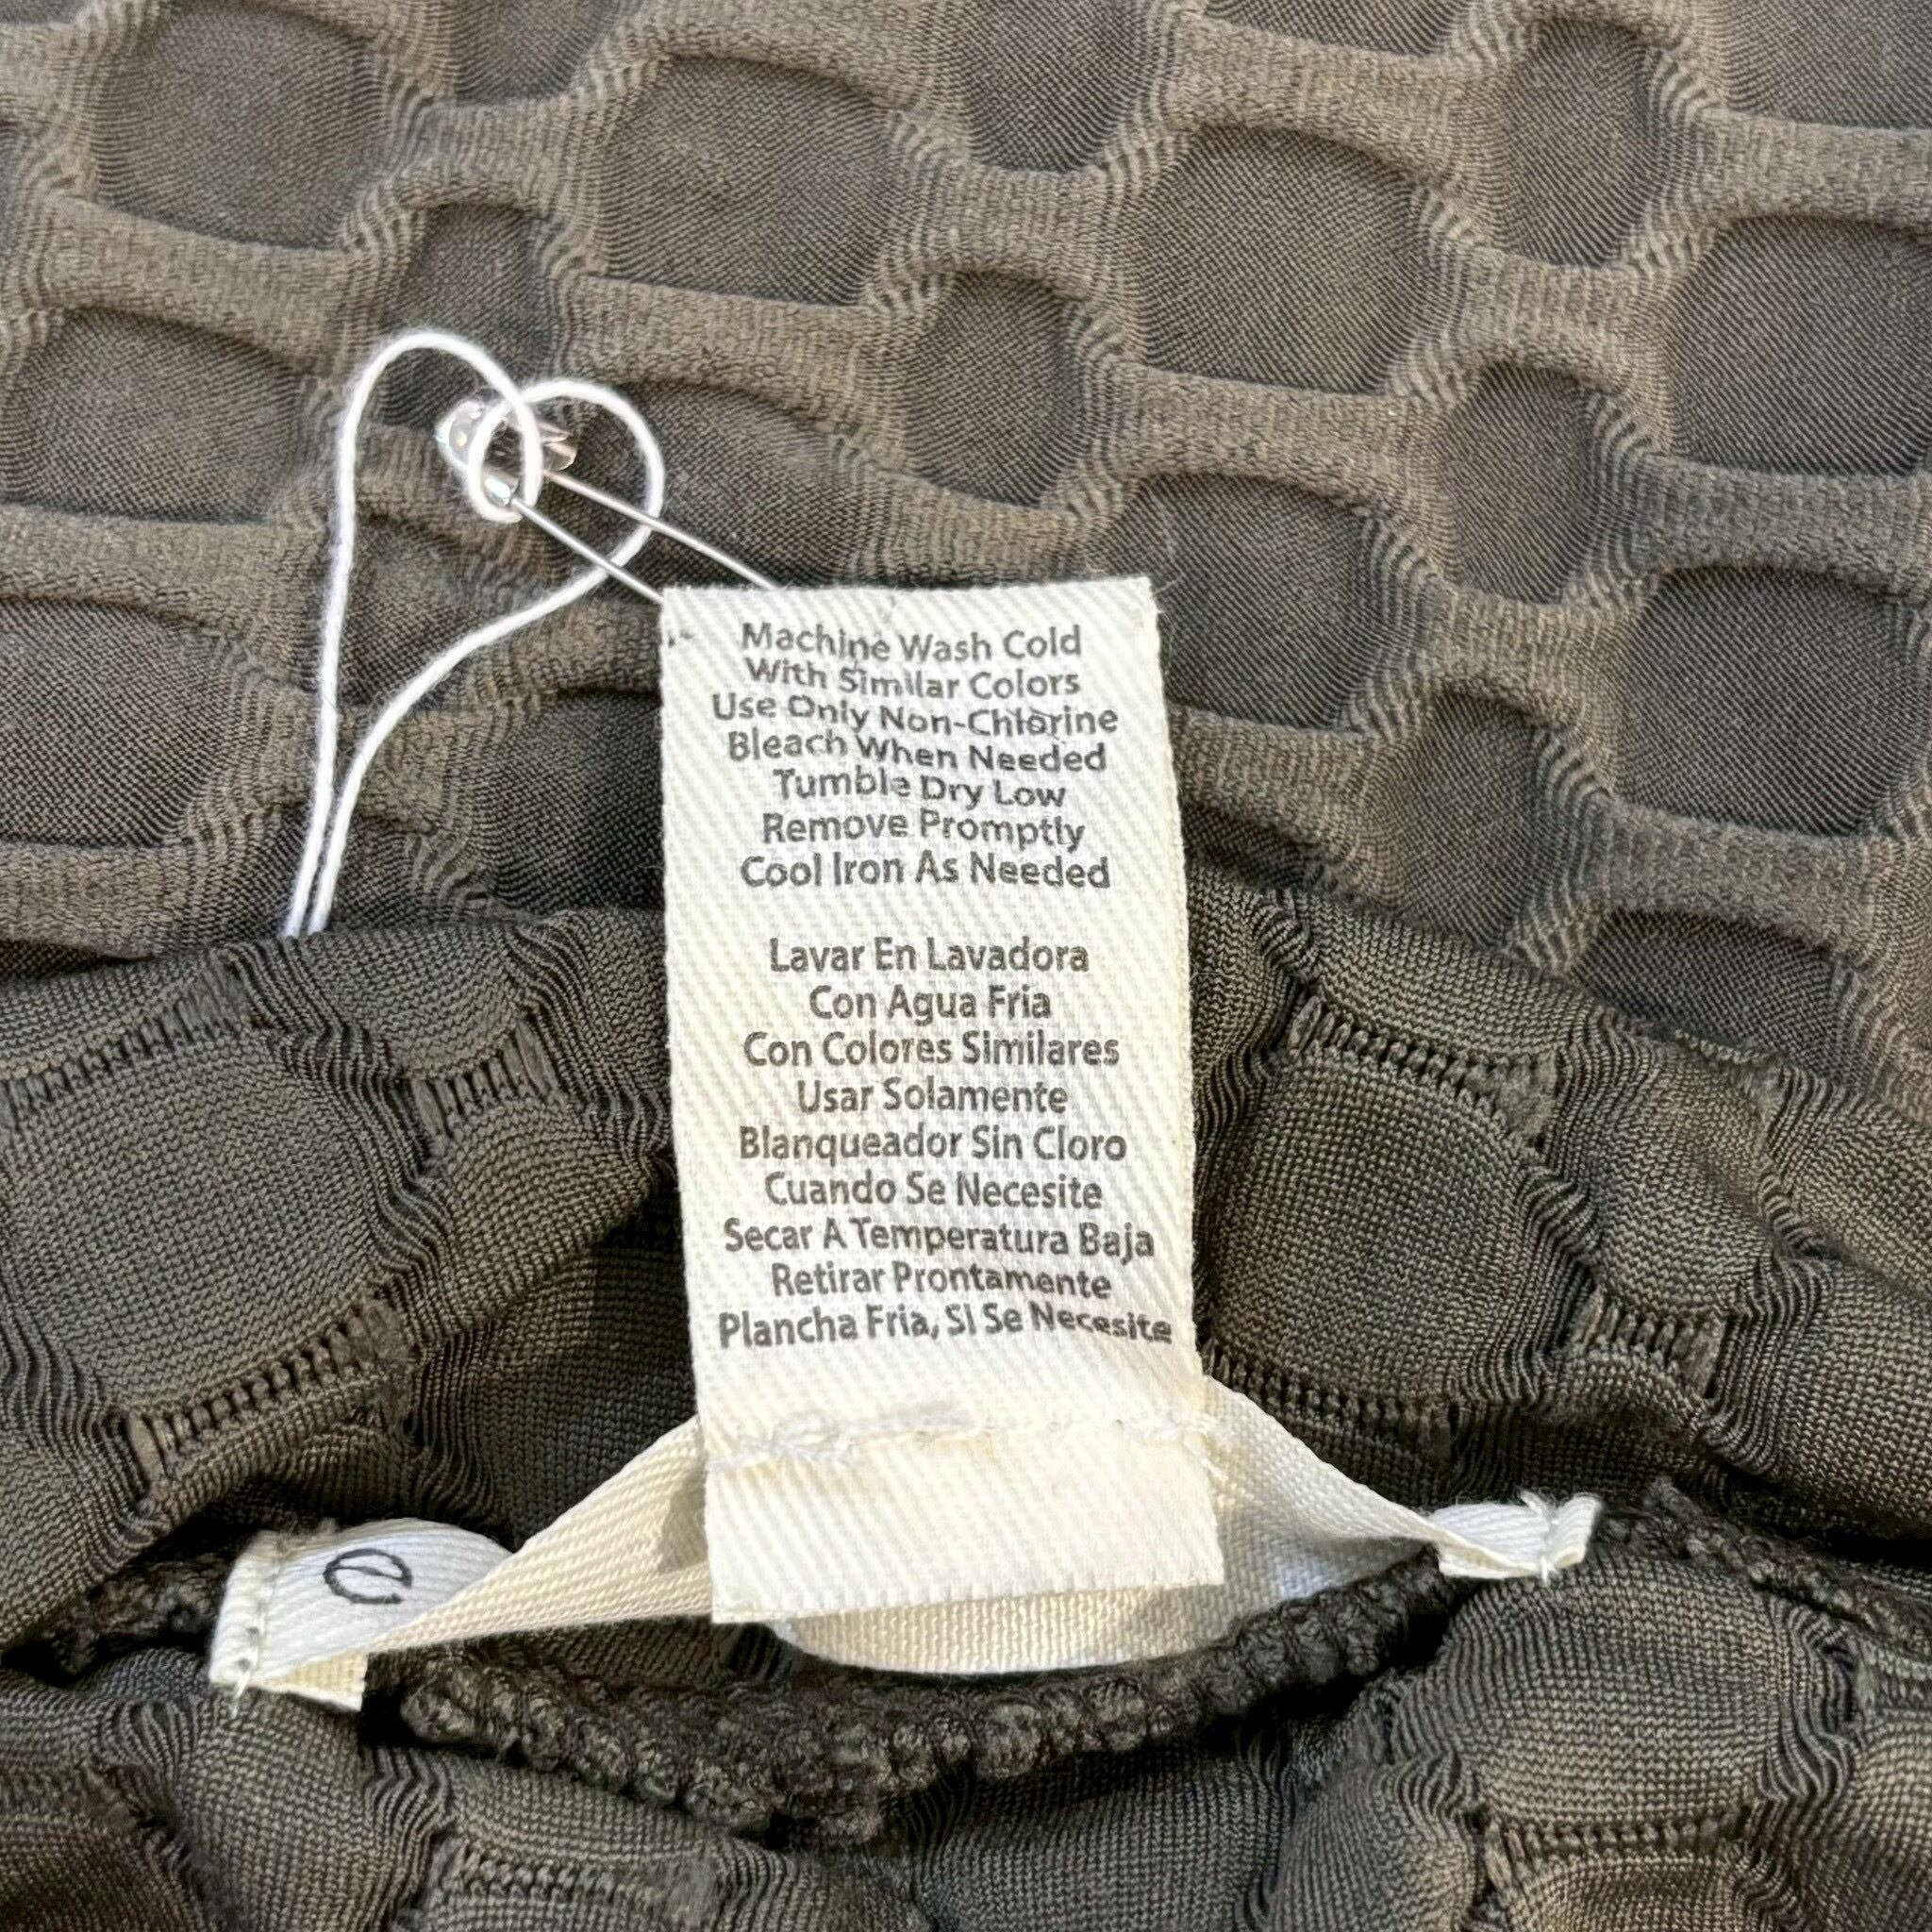 Machine Wash Cold
With Similar Colors
Use Only Non-Chlorine
Bleach When Needed
Tumble Dry Low
Remove Promptly
Cool Iron As Needed
Lavar En Lavadora
Con Agua Fria
Con Colores Similares
Usar Solamente
Blanqueador Sin Cloro
Cuando Se Necesite
Secar A Temperatura Baja
Retirar Prontamente
Plancha Fria, SI Se Necesite
e